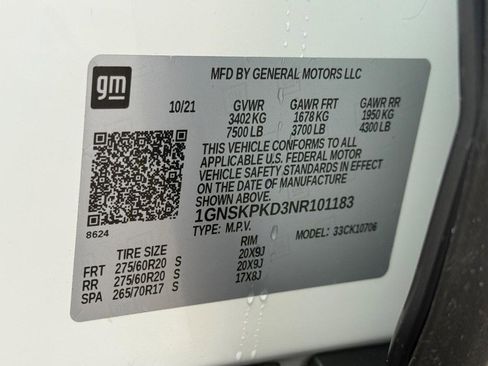 gm
MFD BY GENERAL MOTORS LLC
10/21 GVWR GAWR FRT GAWR RR
3402 KG 1678 KG 1950 KG
7500 LB 3700 LB 4300 LB
THIS VEHICLE CONFORMS TO ALL
APPLICABLE U.S. FEDERAL MOTOR
VEHICLE SAFETY STANDARDS IN EFFECT
ON THE DATE OF MANUFACTURE
SHOWN ABOVE.
1GNSKPKD3NR101183
8624
TYPE: M.P.V. MODEL: 33CK10706
TIRE SIZE RIM
FRT 275/60R20 S 20X9J
RR 275/60R20 S 20X9J
SPA 265/70R17 S 17X8J